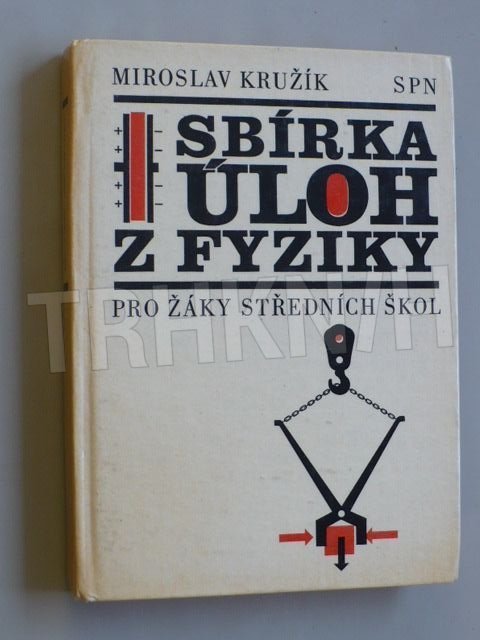 MIROSLAV KRUŽÍK SPN
SBÍRKA
ÚLOH
Z FYZIKY
PRO ŽÁKY STŘEDNÍCH ŠKOL
TRHKNIH